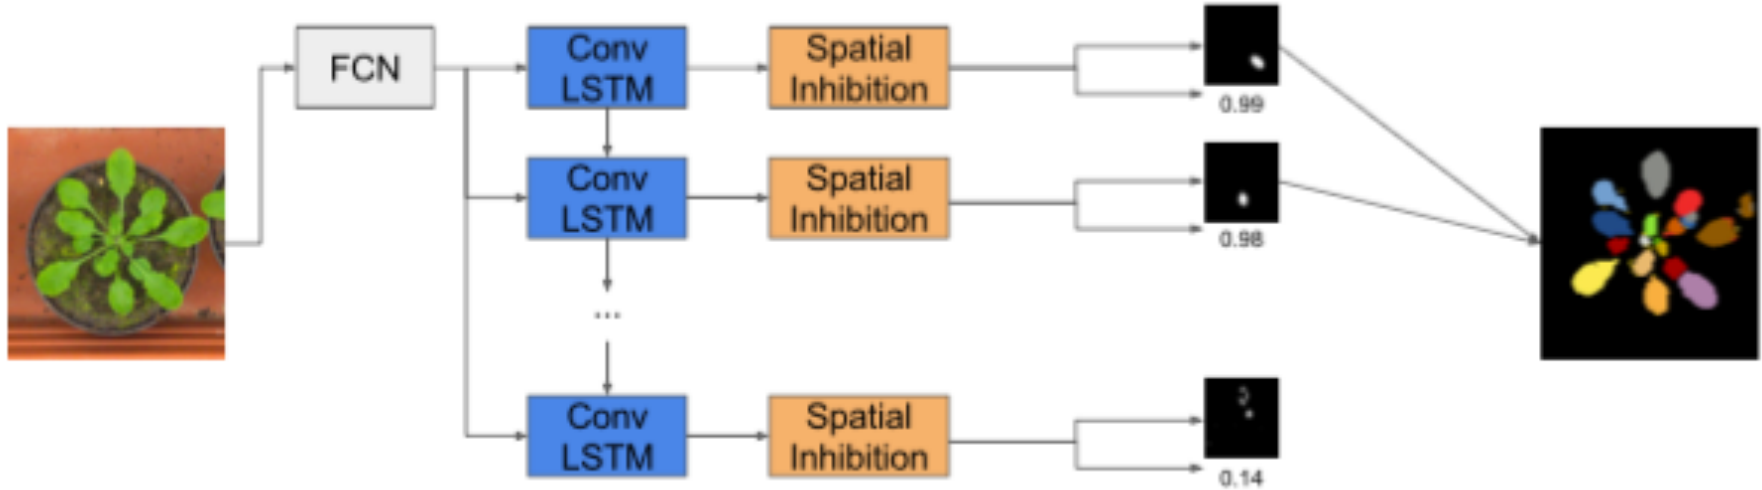 FCN
Conv
LSTM
Spatial
Inhibition
0.99
Conv
LSTM
Spatial
Inhibition
0.98
...
Conv
LSTM
Spatial
Inhibition
0.14